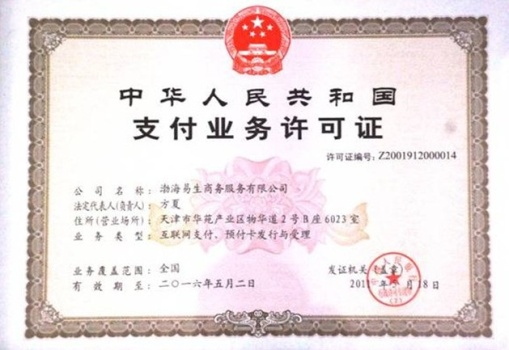 中华人民共和国
支付业务许可证
许可证编号: Z2001912000014
公司名称: 渤海易生商务服务有限公司
法定代表人(负责人): 方夏
住所(营业场所): 天津市华苑产业区物华道2号B座6023室
业务类型: 互联网支付、预付卡发行与受理
业务覆盖范围: 全国
发证机关(盖章)
有效期至: 二〇一六年五月二日
2011年 月18日